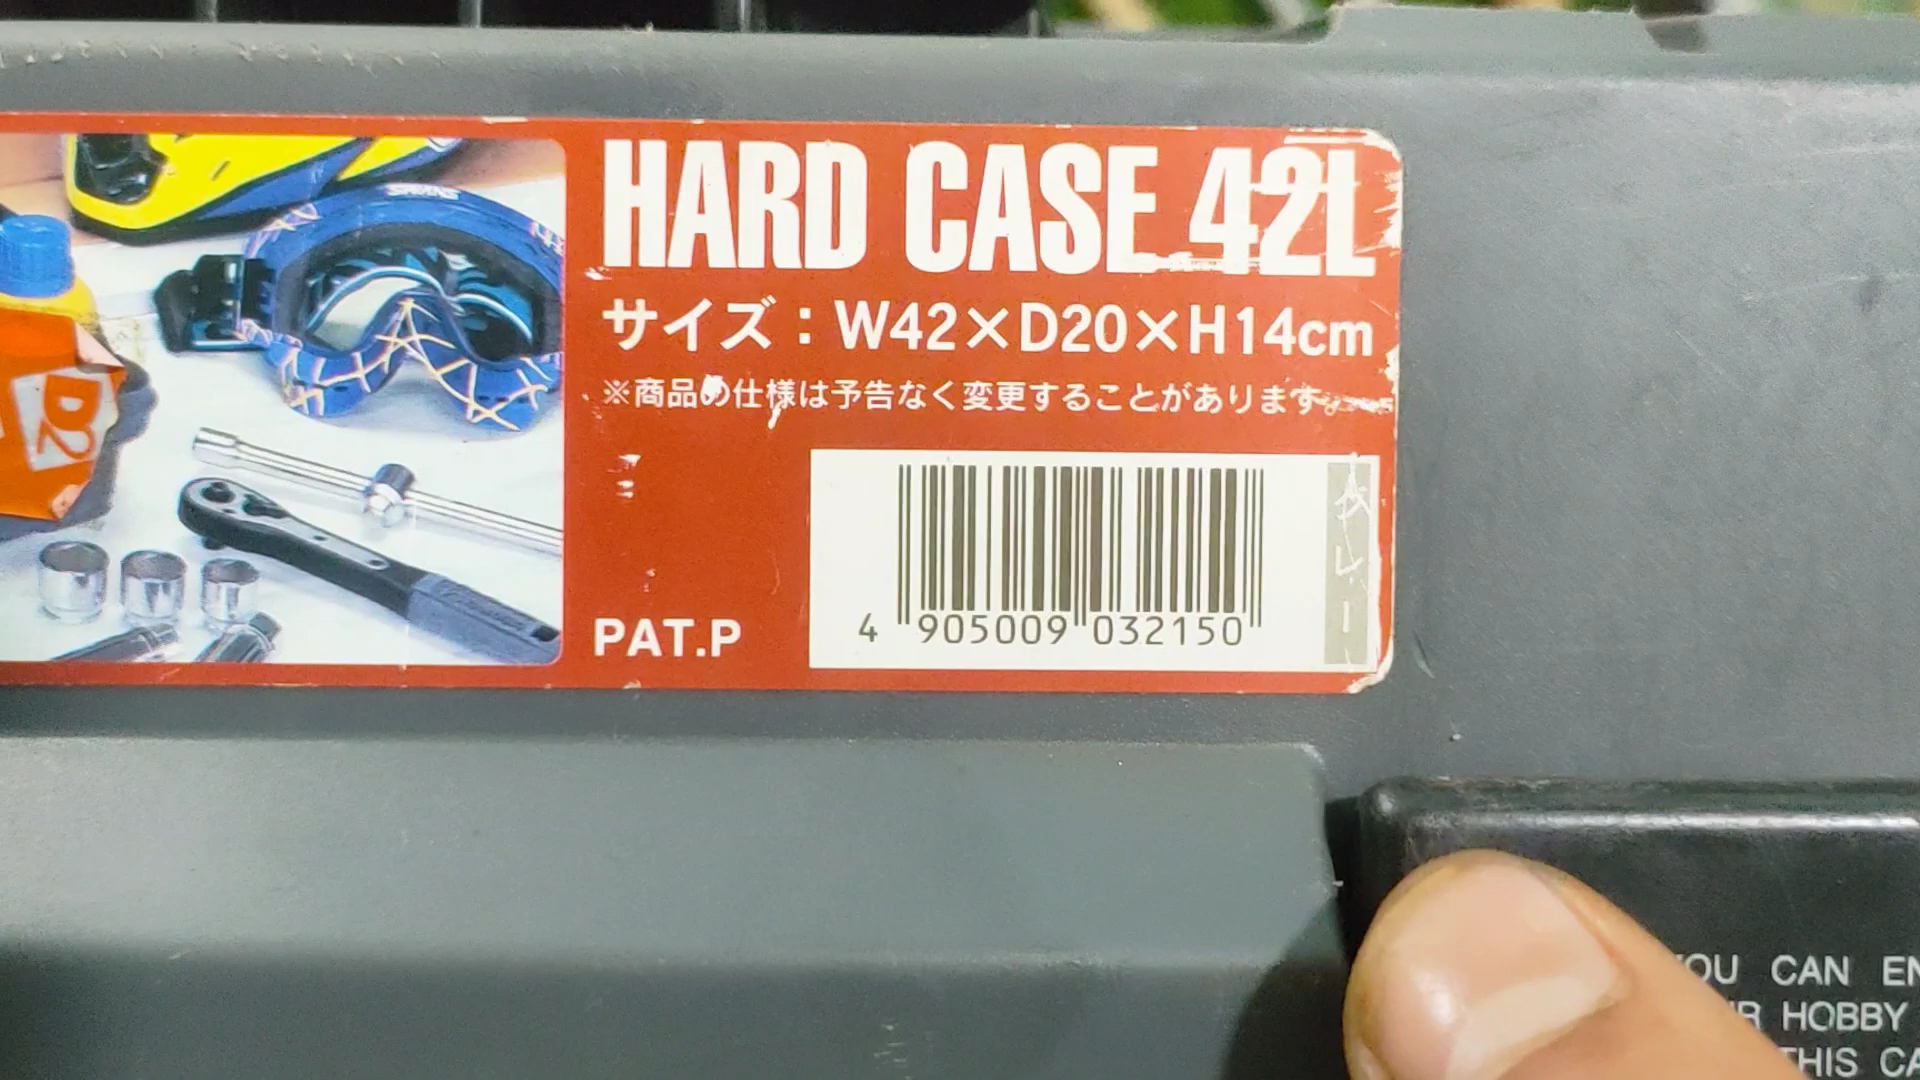 HARD CASE 42L
サイズ：W42×D20×H14cm
※商品の仕様は予告なく変更することがあります。
PAT.P
4 905009 032150
D2
YOU CAN EN
R HOBBY
THIS CA